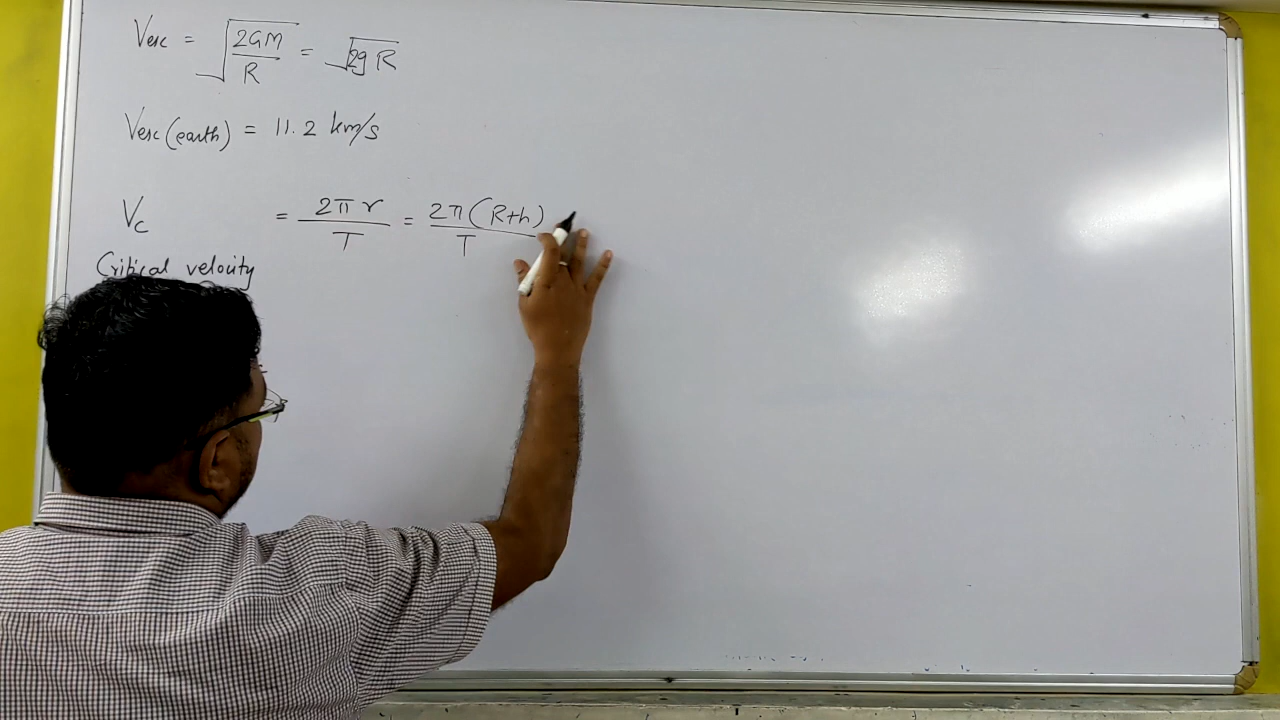 Vesc = √(2GM/R) = √2gR
Vesc (earth) = 11.2 km/s
Vc = 2πr/T = 2π(R+h)/T
Critical velocity